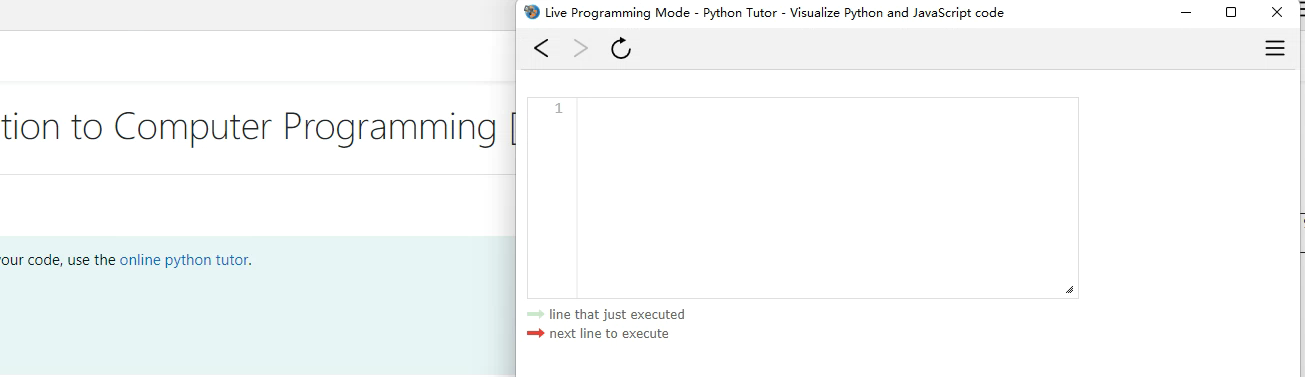 Live Programming Mode - Python Tutor - Visualize Python and JavaScript code
tion to Computer Programming [
your code, use the online python tutor.
1
line that just executed
next line to execute